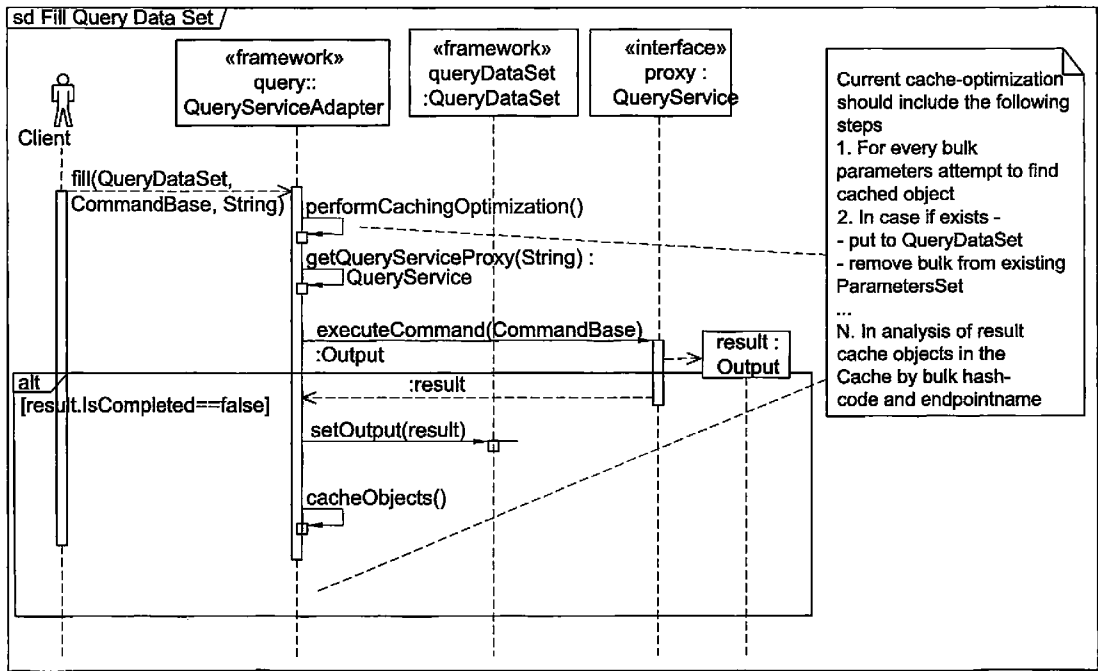 sd Fill Query Data Set
«framework»
query::
QueryServiceAdapter
«framework»
queryDataSet
:QueryDataSet
«interface»
proxy :
QueryService
Client
Current cache-optimization
should include the following
steps
1. For every bulk
parameters attempt to find
cached object
2. In case if exists -
- put to QueryDataSet
- remove bulk from existing
ParametersSet
...
N. In analysis of result
cache objects in the
Cache by bulk hash-
code and endpointname
fill(QueryDataSet,
CommandBase, String)
performCachingOptimization()
getQueryServiceProxy(String) :
QueryService
executeCommand(CommandBase)
:Output
result :
Output
alt
[result.IsCompleted==false]
:result
setOutput(result)
cacheObjects()